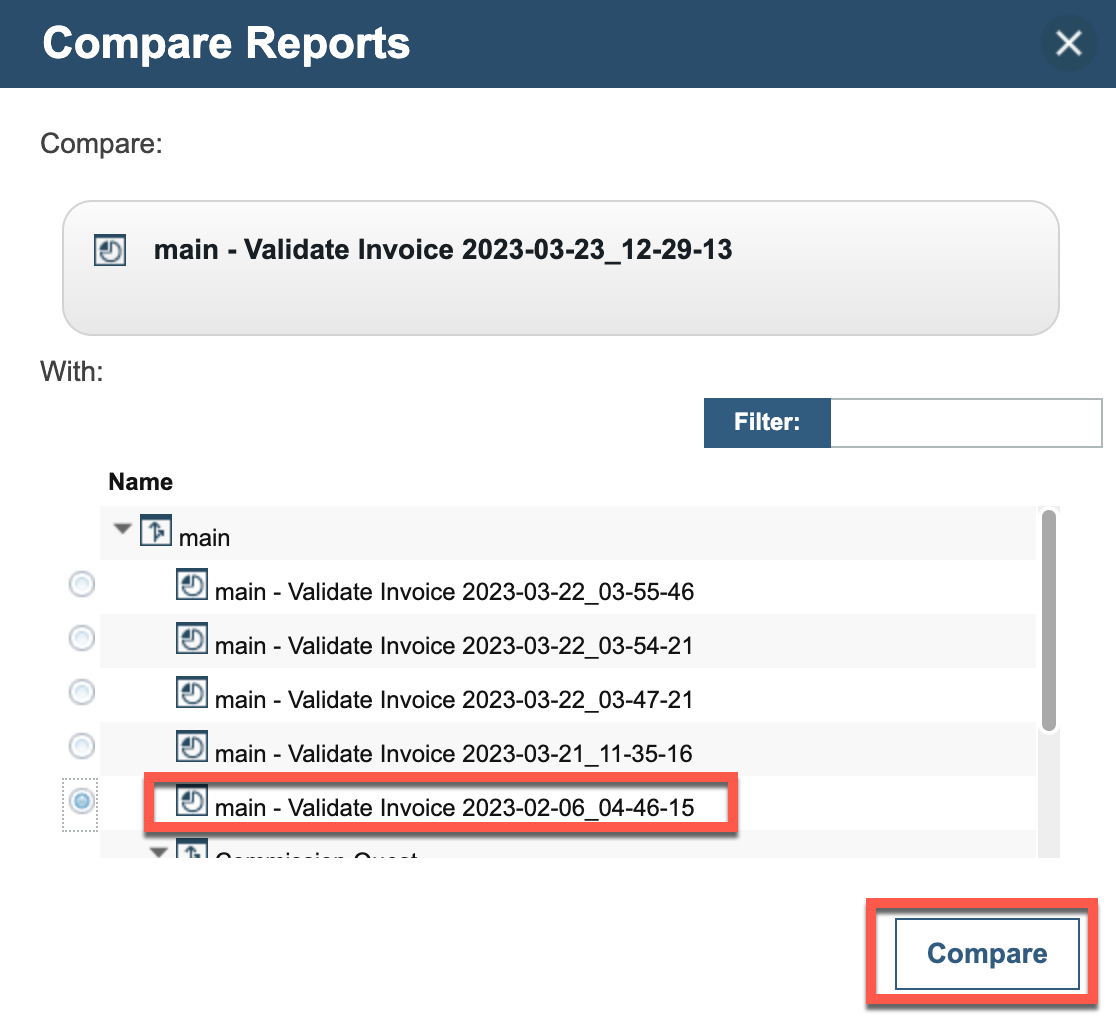 Compare Reports
Compare:
main - Validate Invoice 2023-03-23_12-29-13
With:
Filter:
Name
main
main - Validate Invoice 2023-03-22_03-55-46
main - Validate Invoice 2023-03-22_03-54-21
main - Validate Invoice 2023-03-22_03-47-21
main - Validate Invoice 2023-03-21_11-35-16
main - Validate Invoice 2023-02-06_04-46-15
Compare